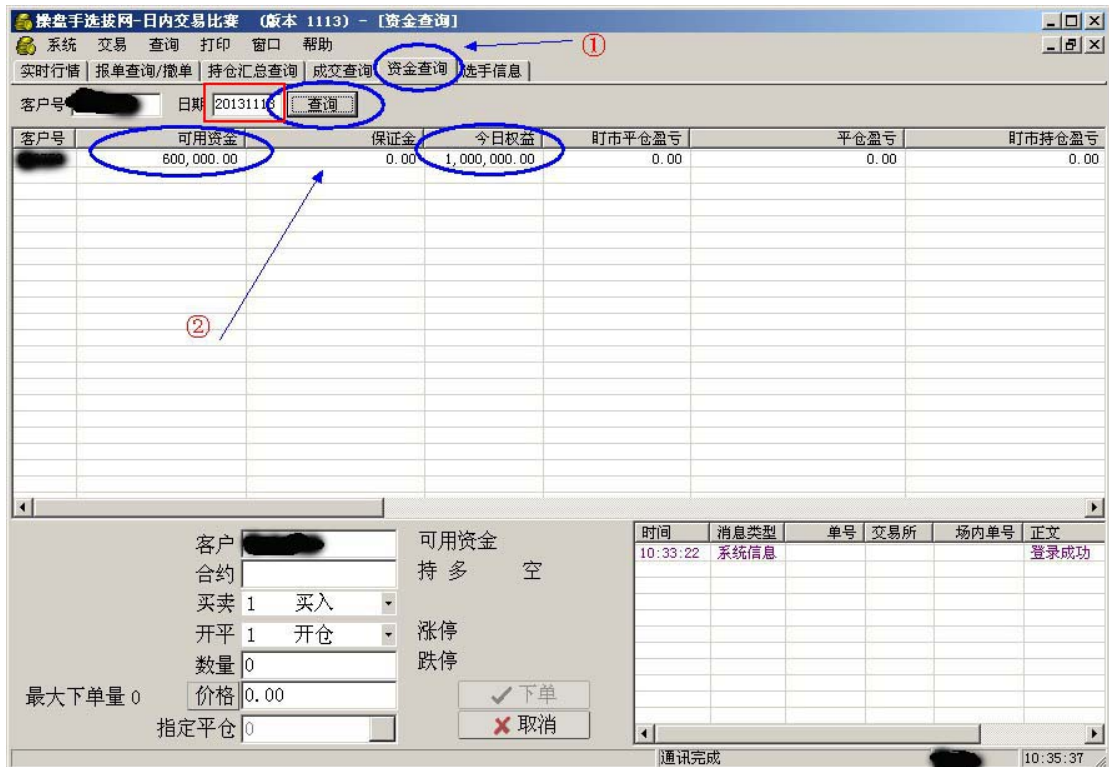 操盘手选拔网-日内交易比赛 (版本 1113) - [资金查询]
系统 交易 查询 打印 窗口 帮助
①
实时行情 报单查询/撤单 持仓汇总查询 成交查询 资金查询 选手信息
客户号 日期 20131113 查询
客户号 可用资金 保证金 今日权益 盯市平仓盈亏 平仓盈亏 盯市持仓盈亏
600,000.00 0.00 1,000,000.00 0.00 0.00 0.00
②
客户
可用资金
合约
持 多 空
买卖 1 买入
开平 1 开仓
涨停
数量 0
跌停
最大下单量 0
价格 0.00
下单
指定平仓 0
取消
时间 消息类型 单号 交易所 场内单号 正文
10:33:22 系统信息 登录成功
通讯完成 10:35:37